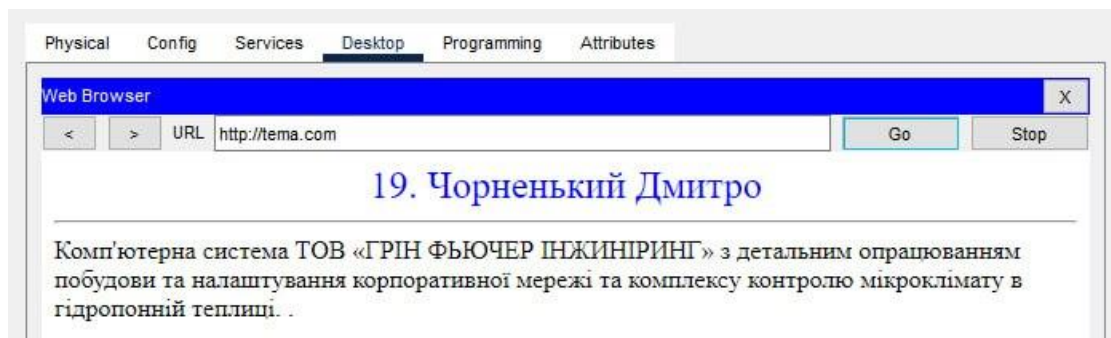 Physical Config Services Desktop Programming Attributes
Web Browser X
< > URL http://tema.com Go Stop
19. Чорненький Дмитро
Комп'ютерна система ТОВ «ГРІН ФЬЮЧЕР ІНЖИНІРИНГ» з детальним опрацюванням
побудови та налаштування корпоративної мережі та комплексу контролю мікроклімату в
гідропонній теплиці. .